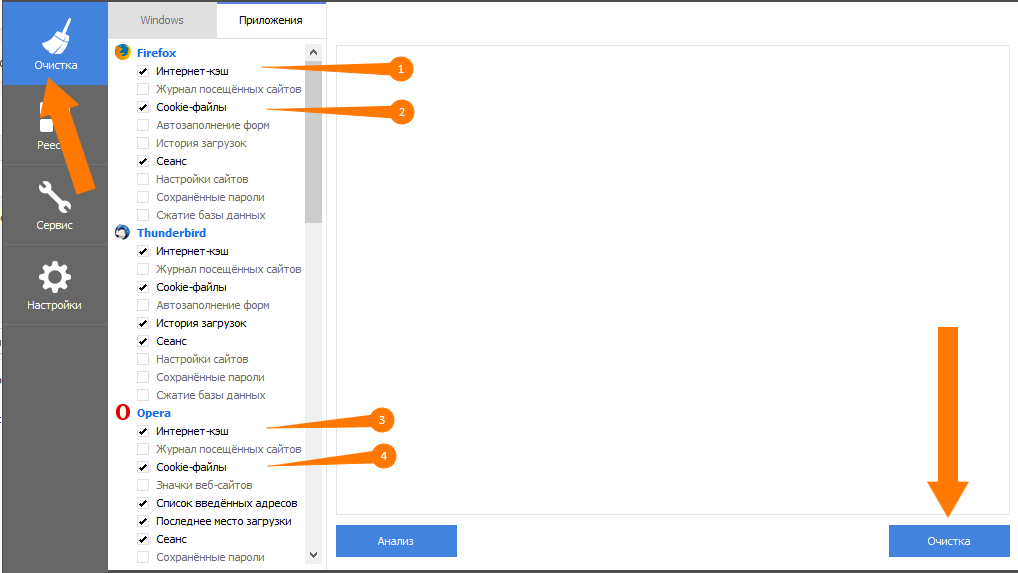 Windows
Приложения
Очистка
Реес
Сервис
Настройки
Firefox
Интернет-кэш
Журнал посещённых сайтов
Cookie-файлы
Автозаполнение форм
История загрузок
Сеанс
Настройки сайтов
Сохранённые пароли
Сжатие базы данных
Thunderbird
Интернет-кэш
Журнал посещённых сайтов
Cookie-файлы
Автозаполнение форм
История загрузок
Сеанс
Настройки сайтов
Сохранённые пароли
Сжатие базы данных
Opera
Интернет-кэш
Журнал посещённых сайтов
Cookie-файлы
Значки веб-сайтов
Список введённых адресов
Последнее место загрузки
Сеанс
Сохранённые пароли
1
2
3
4
Анализ
Очистка